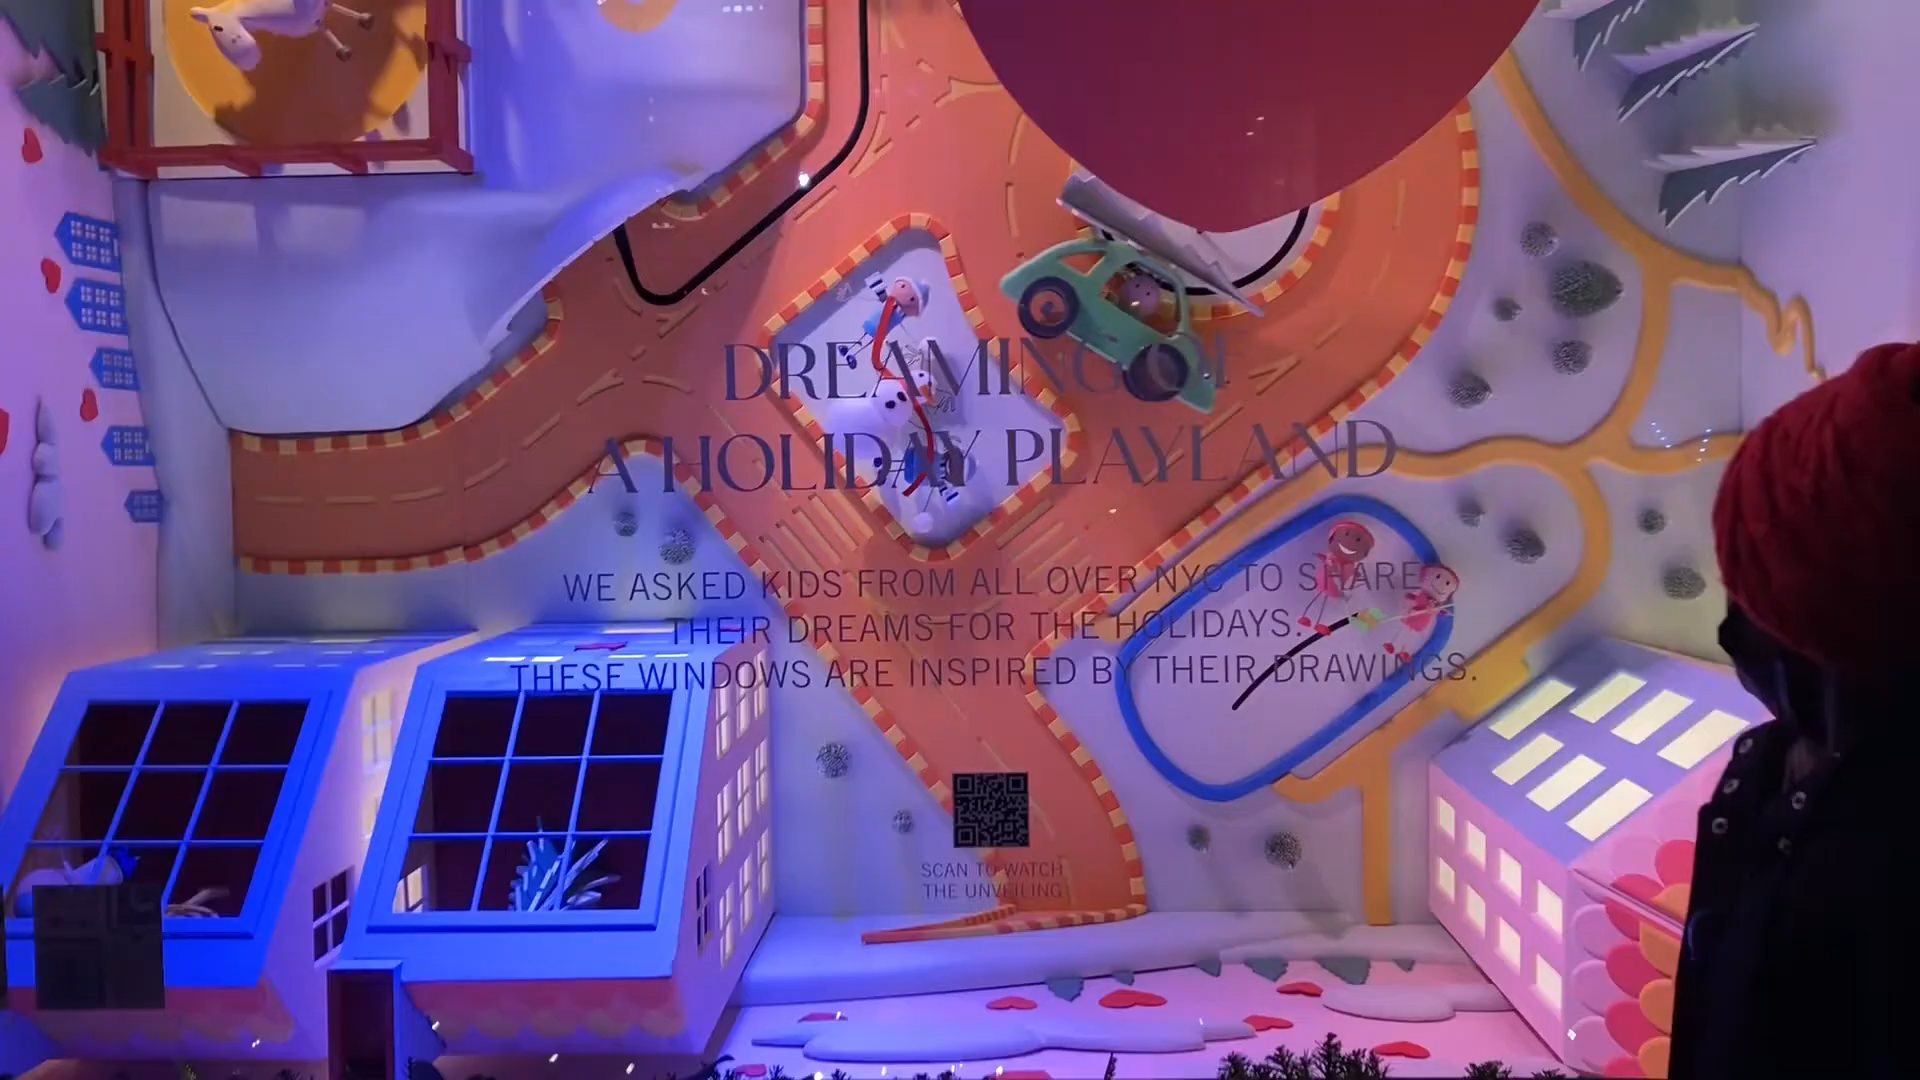 DREAMING OF
A HOLIDAY PLAYLAND
WE ASKED KIDS FROM ALL OVER NYC TO SHARE
THEIR DREAMS FOR THE HOLIDAYS.
THESE WINDOWS ARE INSPIRED BY THEIR DRAWINGS.
SCAN TO WATCH
THE UNVEILING